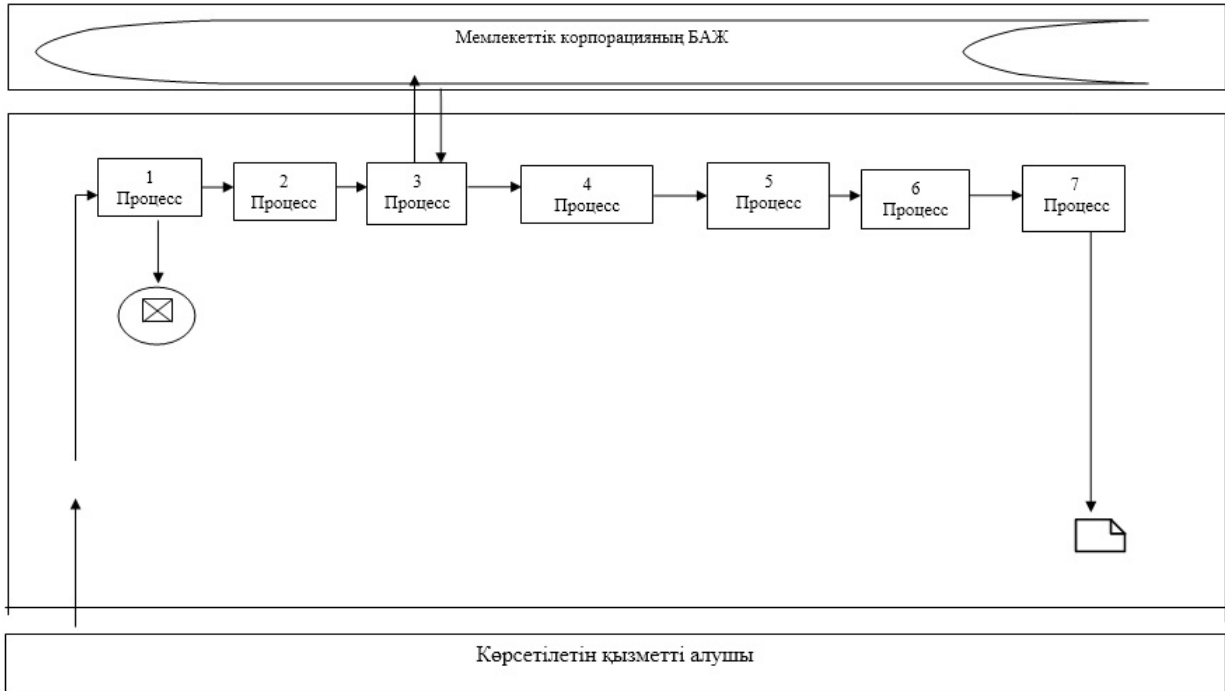 Мемлекеттік корпорацияның БАЖ
1
Процесс
2
Процесс
3
Процесс
4
Процесс
5
Процесс
6
Процесс
7
Процесс
Көрсетілетін қызметті алушы